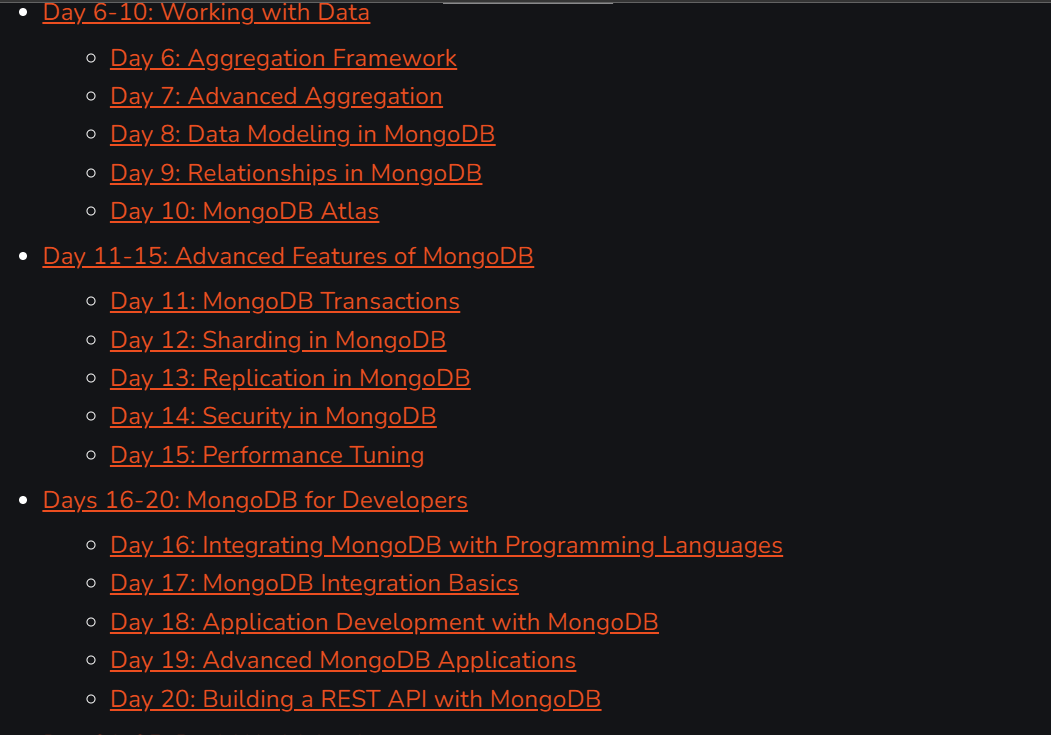 Day 6-10: Working with Data
Day 6: Aggregation Framework
Day 7: Advanced Aggregation
Day 8: Data Modeling in MongoDB
Day 9: Relationships in MongoDB
Day 10: MongoDB Atlas
Day 11-15: Advanced Features of MongoDB
Day 11: MongoDB Transactions
Day 12: Sharding in MongoDB
Day 13: Replication in MongoDB
Day 14: Security in MongoDB
Day 15: Performance Tuning
Days 16-20: MongoDB for Developers
Day 16: Integrating MongoDB with Programming Languages
Day 17: MongoDB Integration Basics
Day 18: Application Development with MongoDB
Day 19: Advanced MongoDB Applications
Day 20: Building a REST API with MongoDB